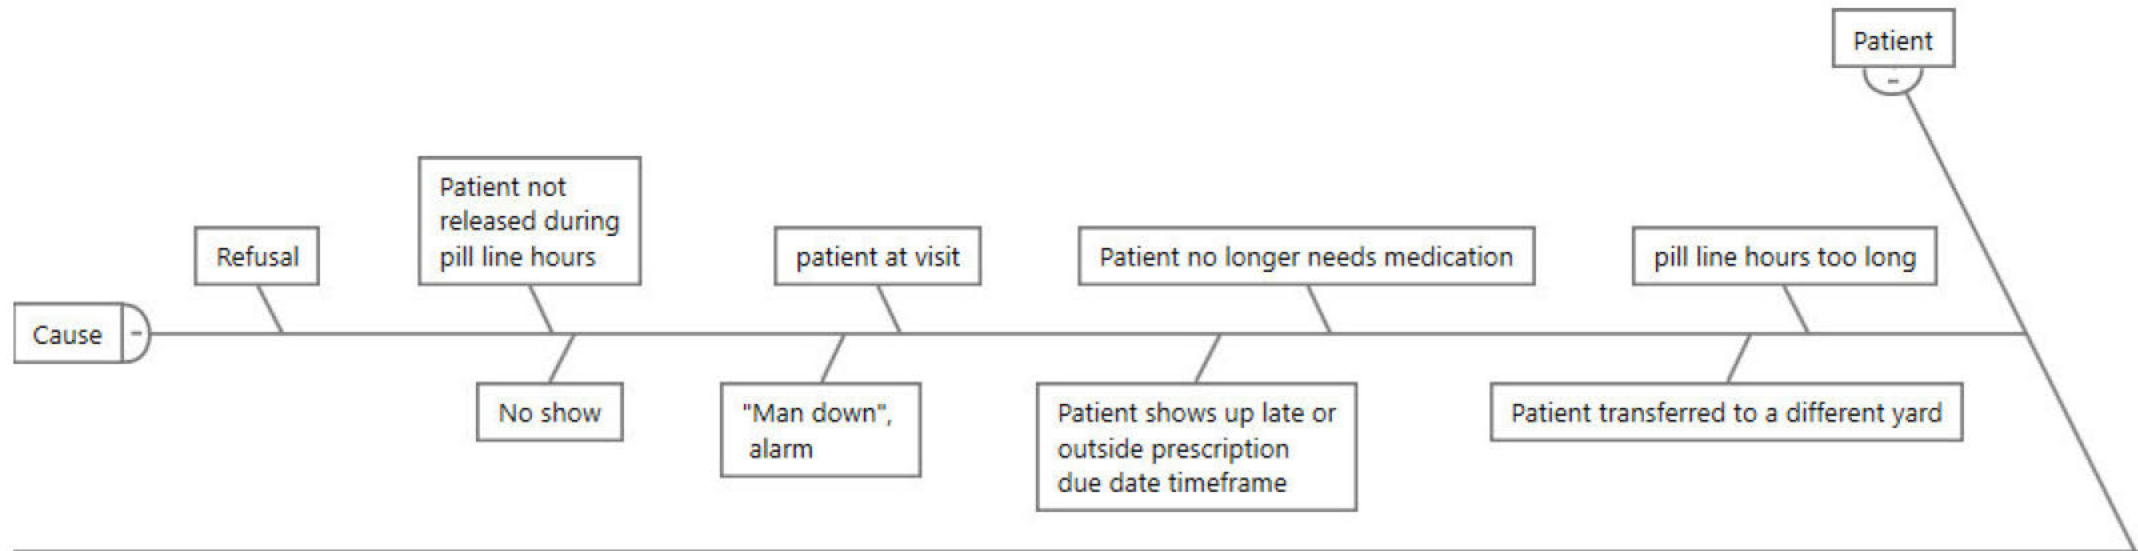 Patient
Patient not
released during
pill line hours
Refusal
patient at visit
Patient no longer needs medication
pill line hours too long
Cause
-
-
No show
"Man down",
alarm
Patient shows up late or
outside prescription
due date timeframe
Patient transferred to a different yard